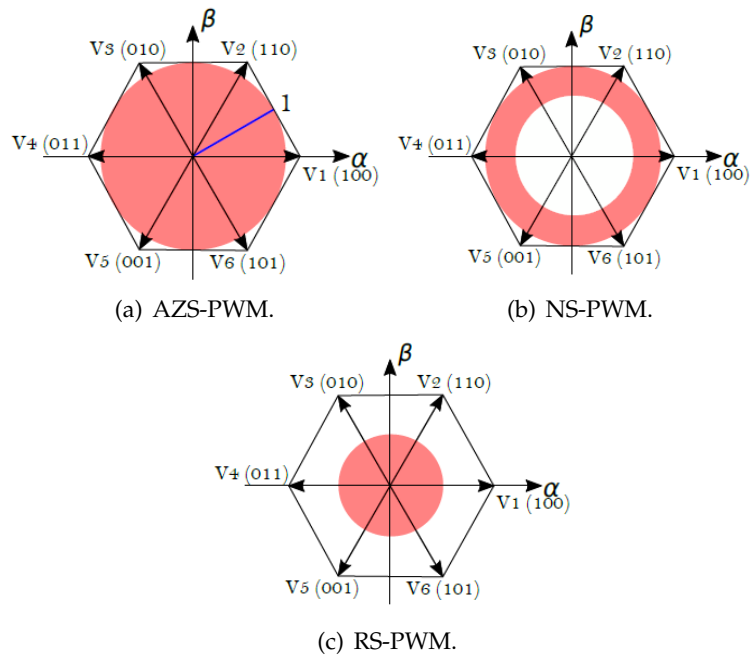 β
V3 (010) V2 (110)
1
V4 (011) α
V1 (100)
V5 (001) V6 (101)
(a) AZS-PWM.
β
V3 (010) V2 (110)
V4 (011) α
V1 (100)
V5 (001) V6 (101)
(b) NS-PWM.
β
V3 (010) V2 (110)
V4 (011) α
V1 (100)
V5 (001) V6 (101)
(c) RS-PWM.